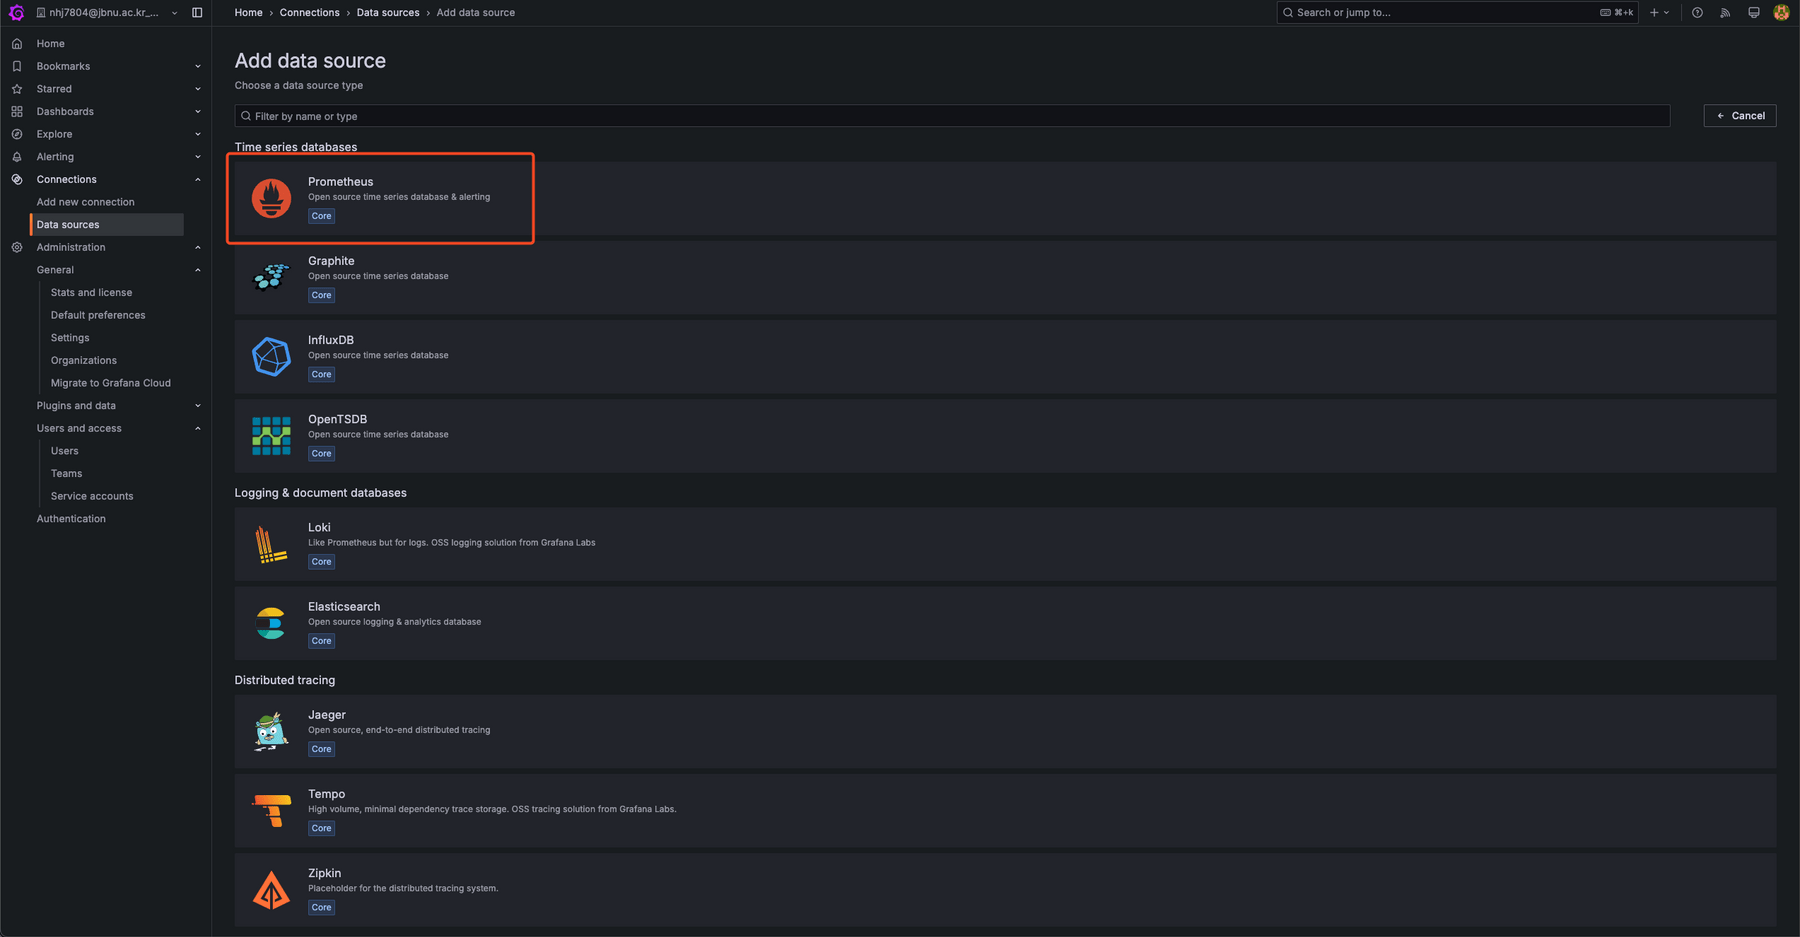 nhj7804@jbnu.ac.kr_...
Home › Connections › Data sources › Add data source
Search or jump to...
⌘+k
Home
Bookmarks
Starred
Dashboards
Explore
Alerting
Connections
Add new connection
Data sources
Administration
General
Stats and license
Default preferences
Settings
Organizations
Migrate to Grafana Cloud
Plugins and data
Users and access
Users
Teams
Service accounts
Authentication
Add data source
Choose a data source type
Filter by name or type
Cancel
Time series databases
Prometheus
Open source time series database & alerting
Core
Graphite
Open source time series database
Core
InfluxDB
Open source time series database
Core
OpenTSDB
Open source time series database
Core
Logging & document databases
Loki
Like Prometheus but for logs. OSS logging solution from Grafana Labs
Core
Elasticsearch
Open source logging & analytics database
Core
Distributed tracing
Jaeger
Open source, end-to-end distributed tracing
Core
Tempo
High volume, minimal dependency trace storage. OSS tracing solution from Grafana Labs.
Core
Zipkin
Placeholder for the distributed tracing system.
Core